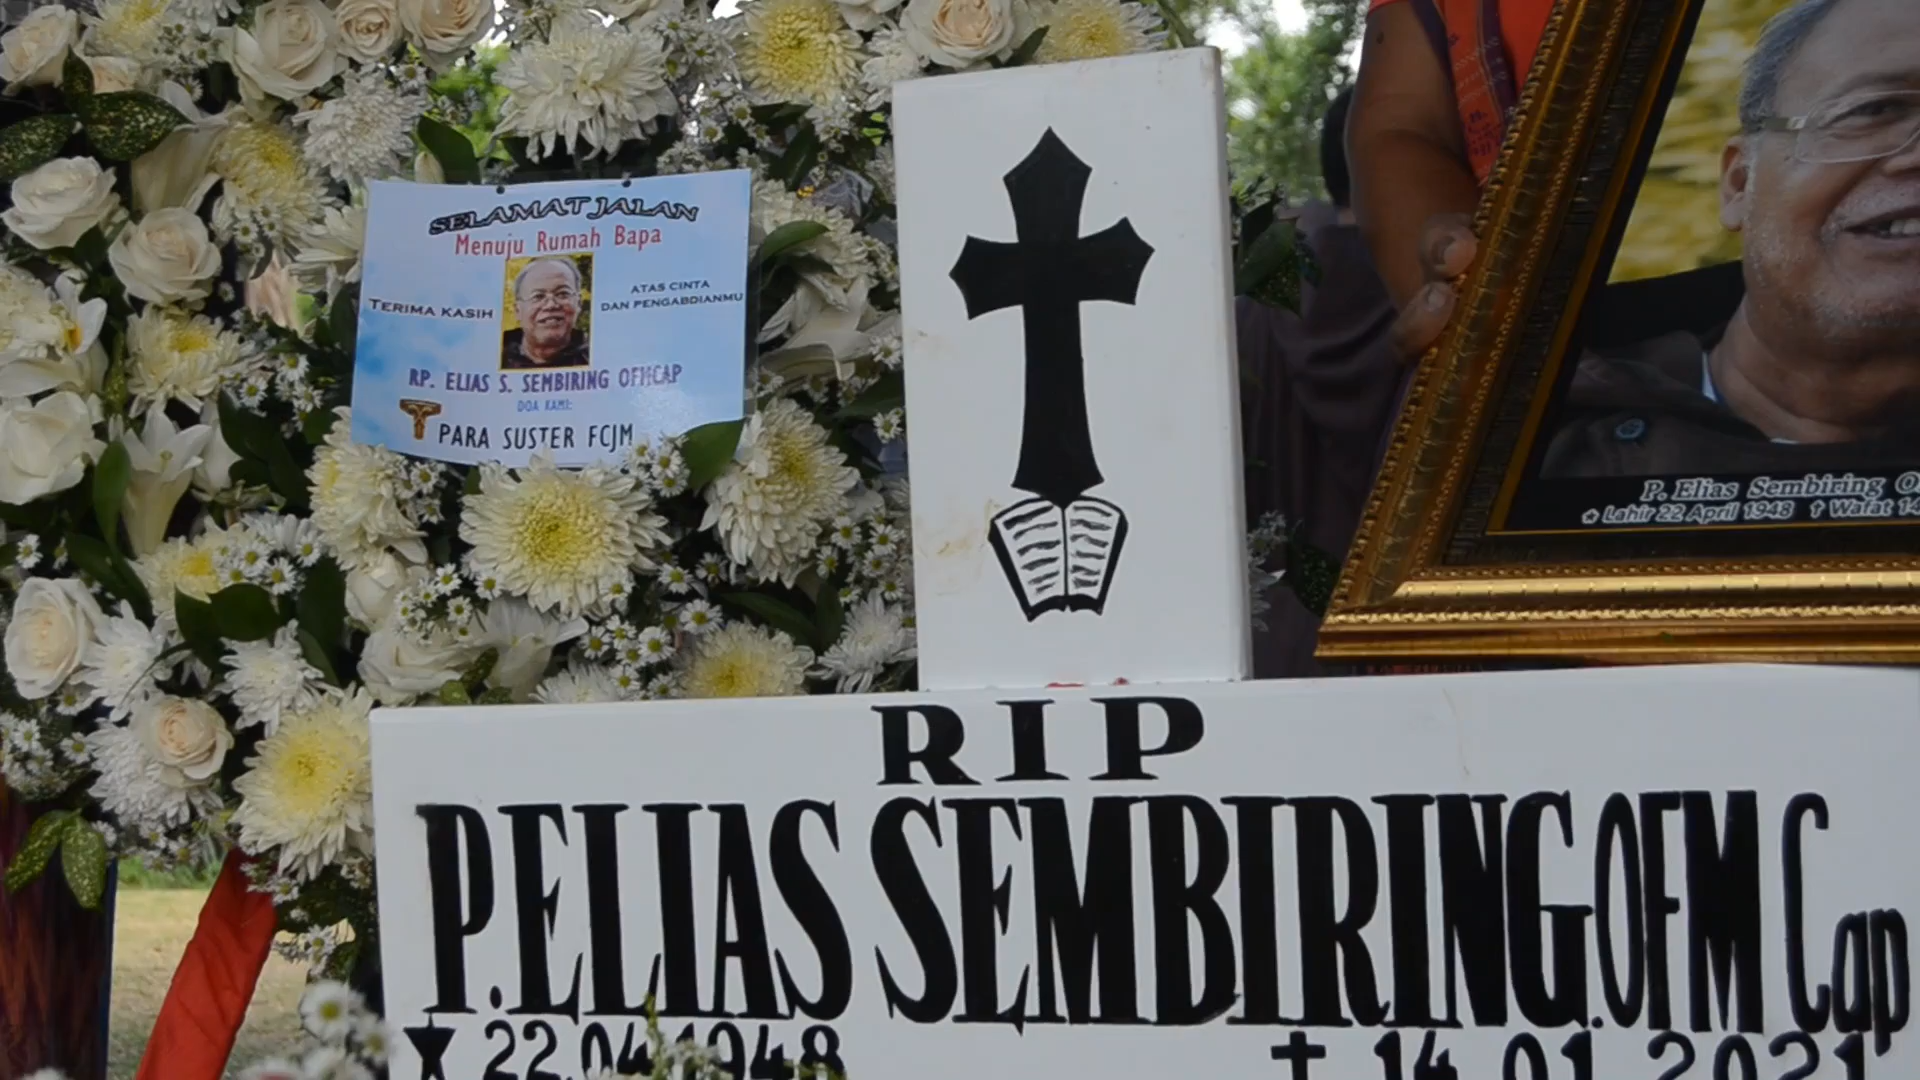 SELAMAT JALAN
Menuju Rumah Bapa
TERIMA KASIH
ATAS CINTA
DAN PENGABDIANMU
RP. ELIAS S. SEMBIRING OFMCAP
DOA KAMI:
PARA SUSTER FCJM
P. Elias Sembiring O
★ Lahir 22 April 1948 † Wafat 14
RIP
P.ELIAS SEMBIRING.OFM Cap
★ 22.04.1948
† 14.01.2021